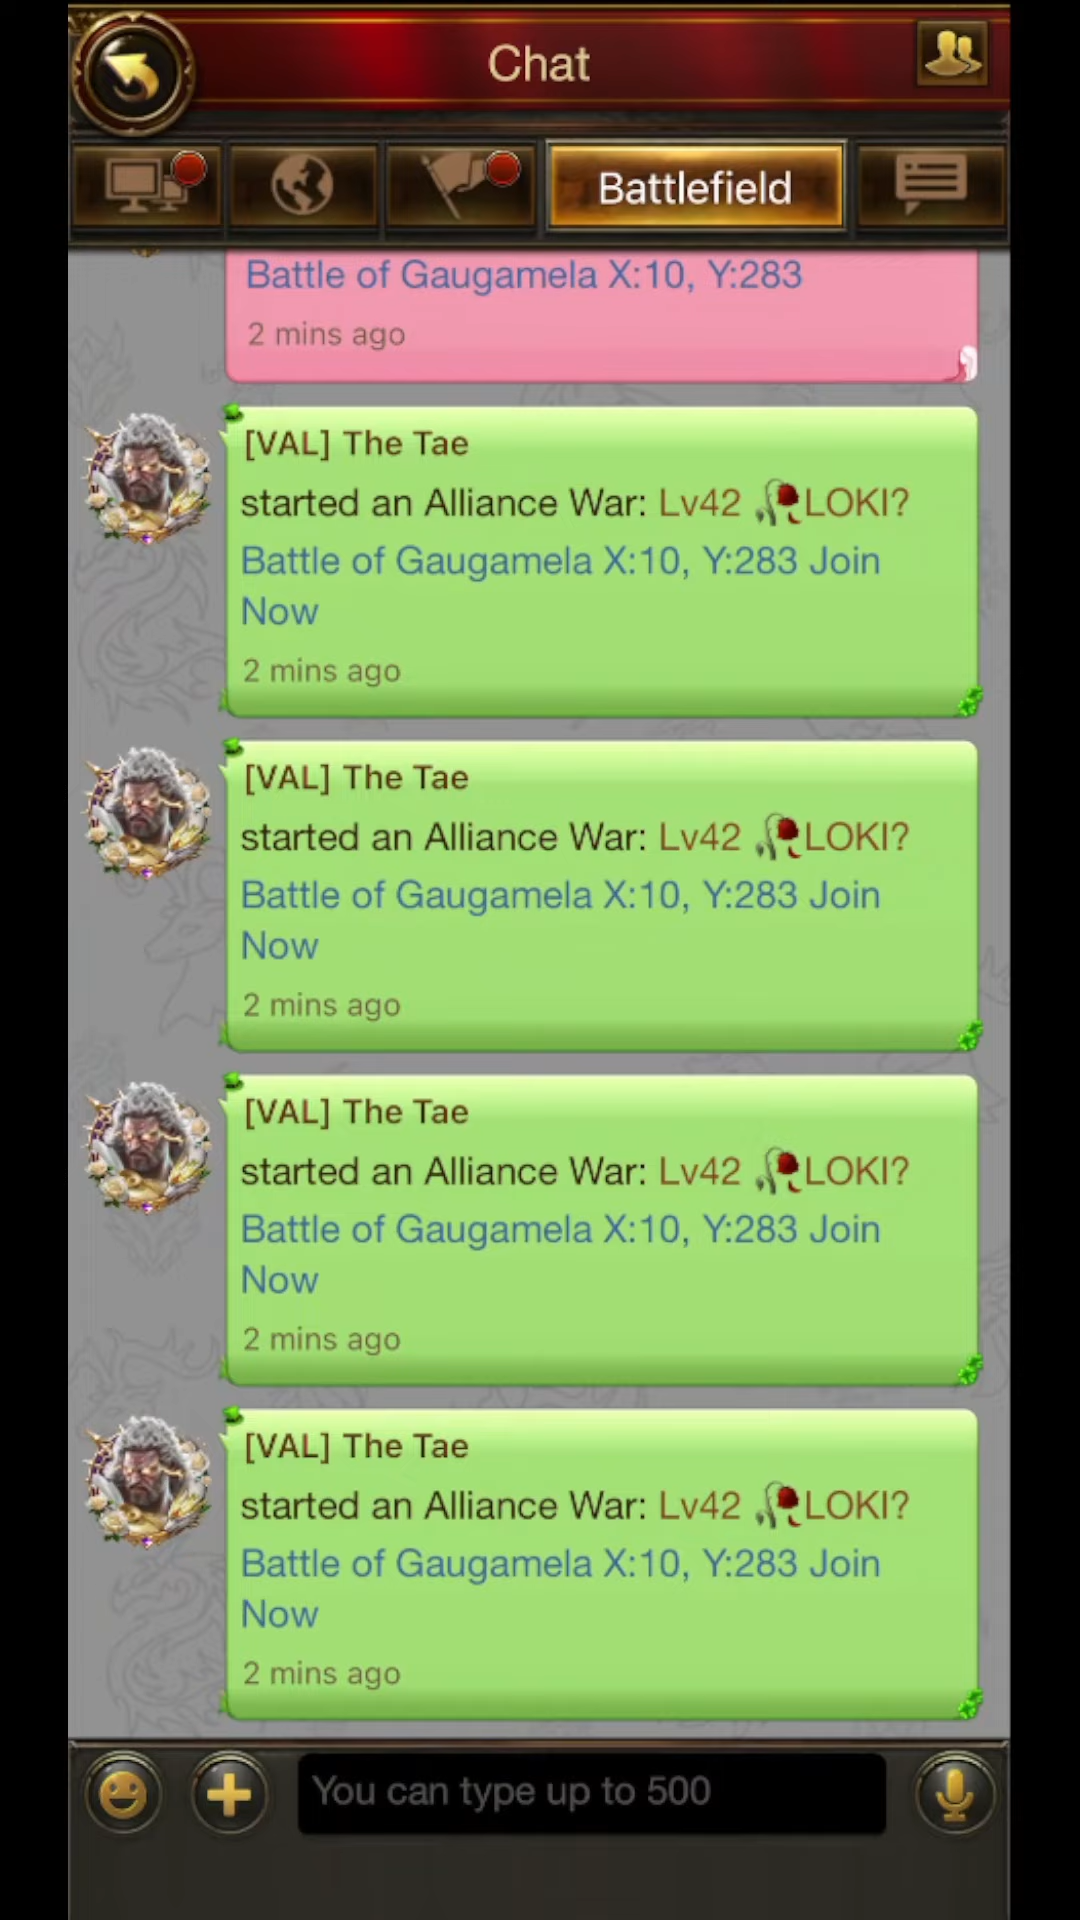 Chat
Battlefield
Battle of Gaugamela X:10, Y:283
2 mins ago
[VAL] The Tae
started an Alliance War: Lv42 🥀LOKI?
Battle of Gaugamela X:10, Y:283 Join
Now
2 mins ago
[VAL] The Tae
started an Alliance War: Lv42 🥀LOKI?
Battle of Gaugamela X:10, Y:283 Join
Now
2 mins ago
[VAL] The Tae
started an Alliance War: Lv42 🥀LOKI?
Battle of Gaugamela X:10, Y:283 Join
Now
2 mins ago
[VAL] The Tae
started an Alliance War: Lv42 🥀LOKI?
Battle of Gaugamela X:10, Y:283 Join
Now
2 mins ago
You can type up to 500